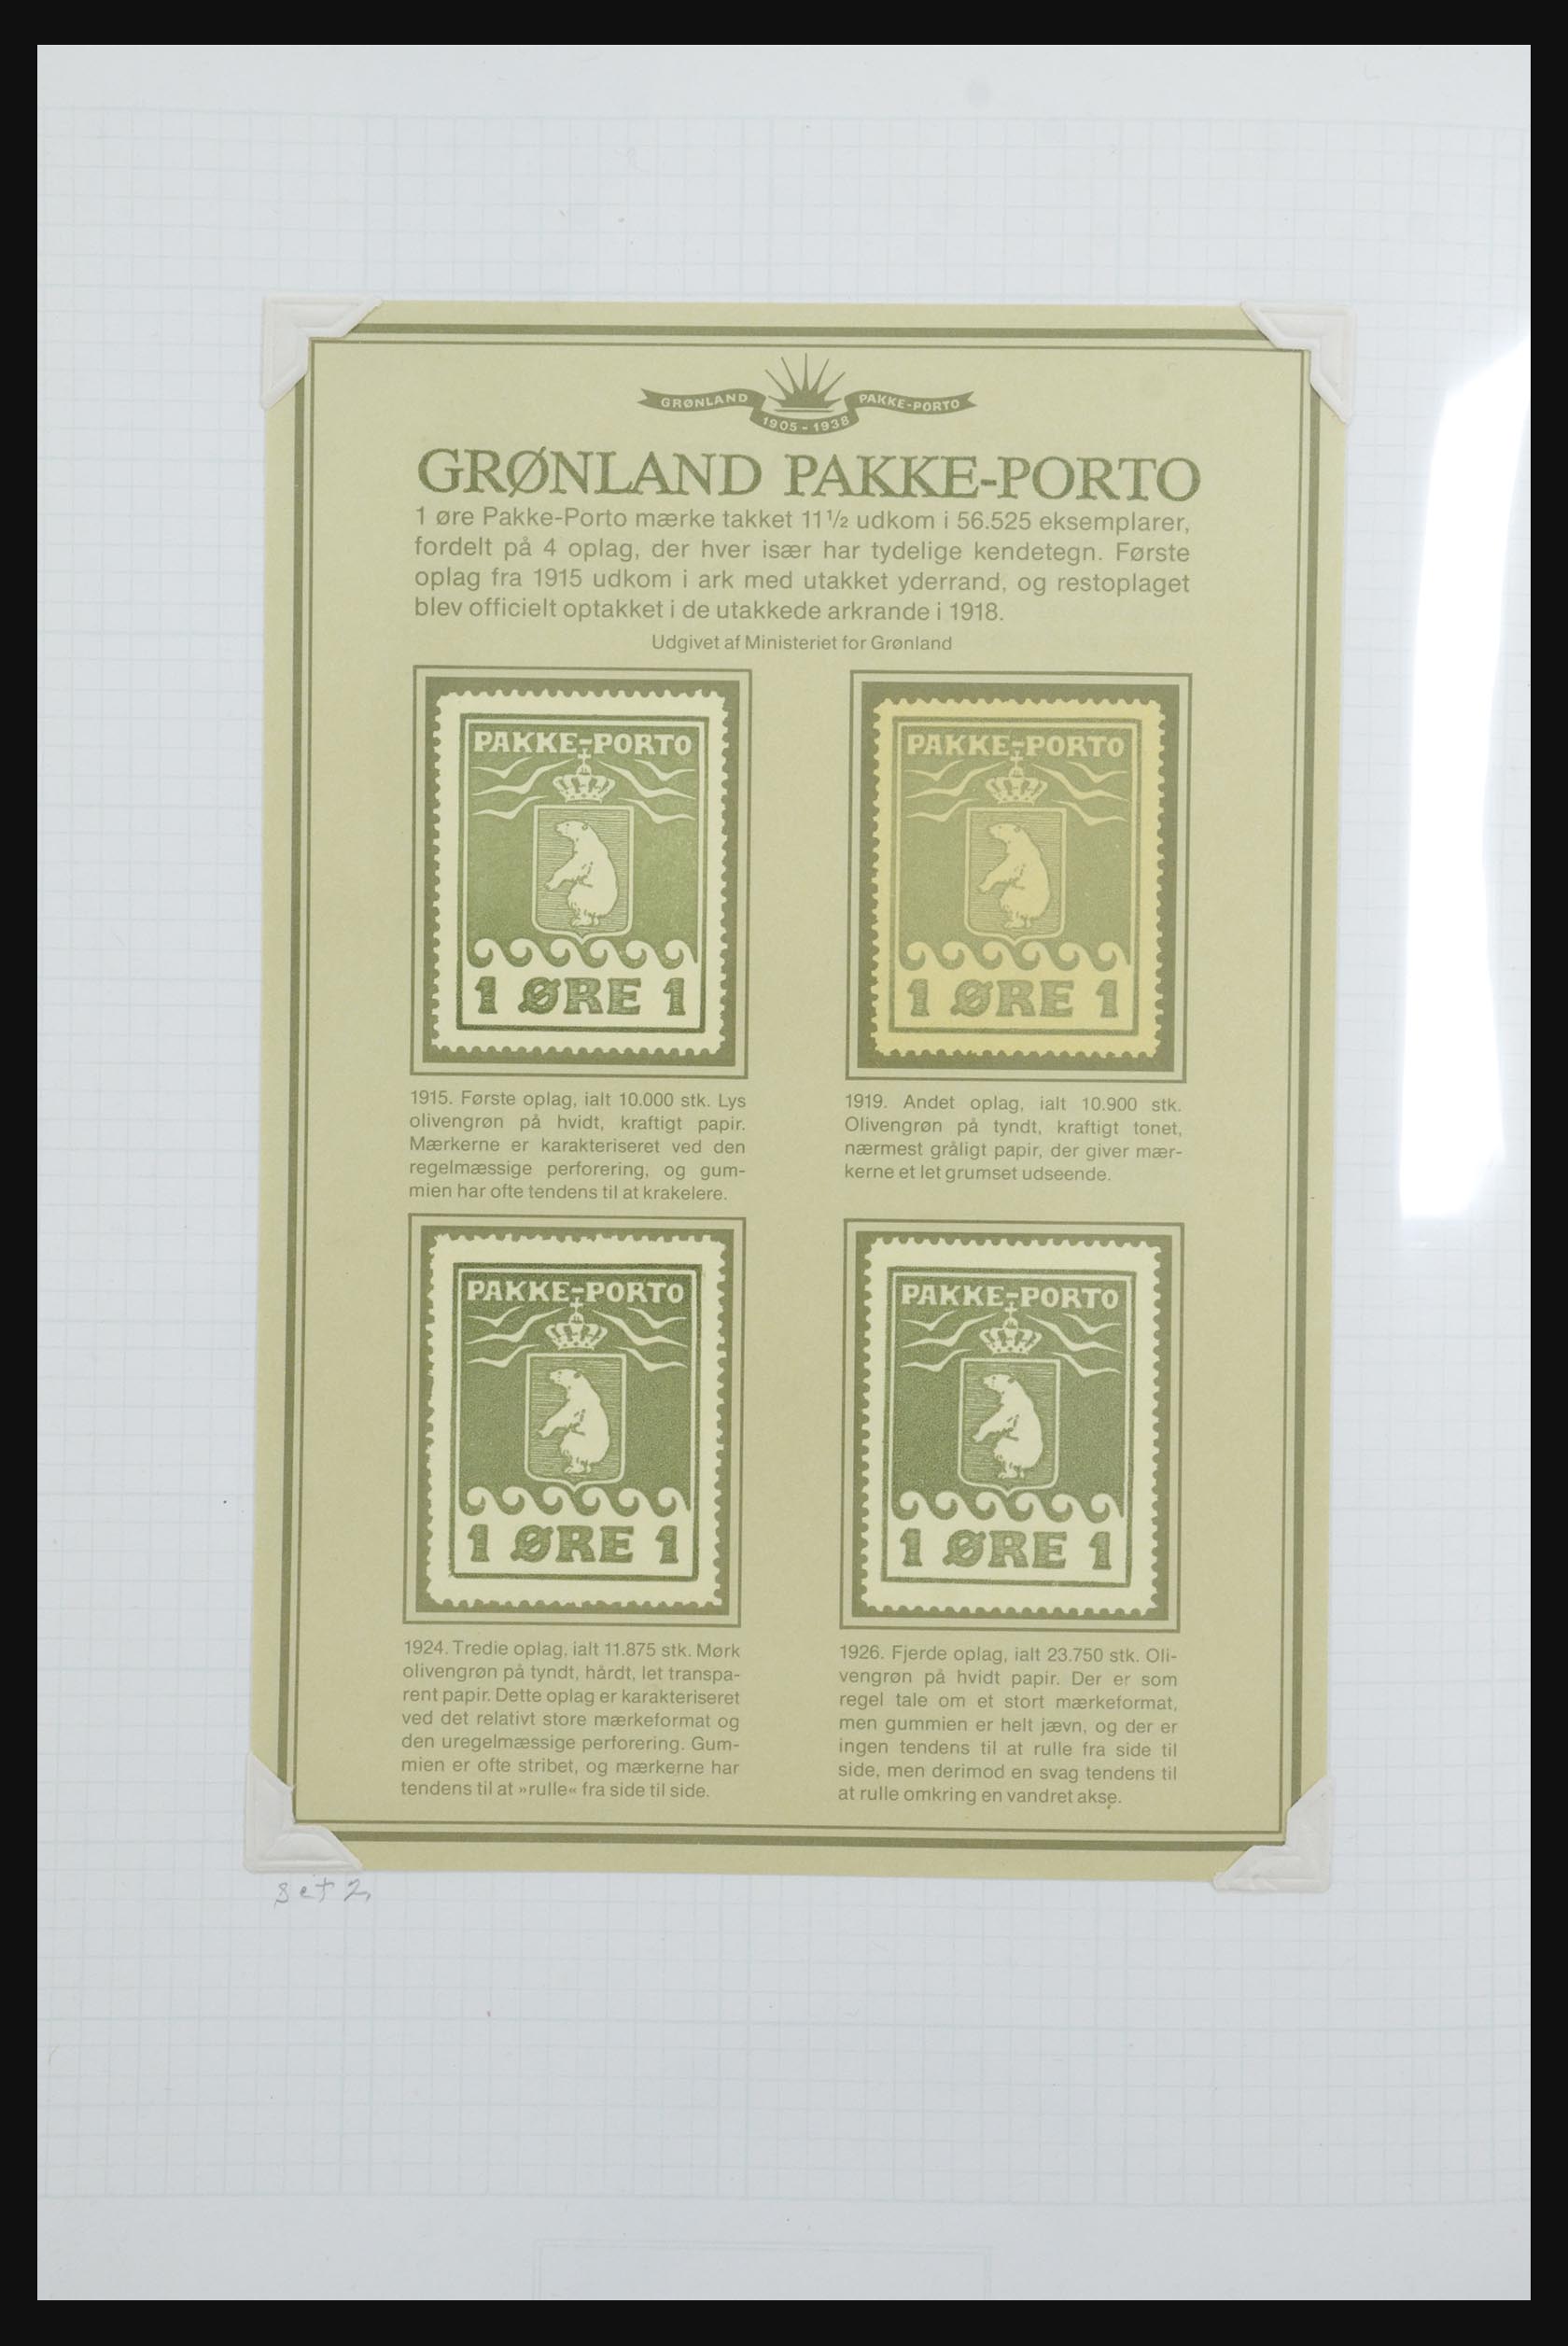 GRØNLAND PAKKE-PORTO
1905 - 1938
GRØNLAND PAKKE-PORTO
1 øre Pakke-Porto mærke takket 11 1/2 udkom i 56.525 eksemplarer,
fordelt på 4 oplag, der hver især har tydelige kendetegn. Første
oplag fra 1915 udkom i ark med utakket yderrand, og restoplaget
blev officielt optakket i de utakkede arkrande i 1918.
Udgivet af Ministeriet for Grønland
PAKKE-PORTO
1 ØRE 1
1915. Første oplag, ialt 10.000 stk. Lys
olivengrøn på hvidt, kraftigt papir.
Mærkerne er karakteriseret ved den
regelmæssige perforering, og gum-
mien har ofte tendens til at krakelere.
PAKKE-PORTO
1 ØRE 1
1919. Andet oplag, ialt 10.900 stk.
Olivengrøn på tyndt, kraftigt tonet,
nærmest gråligt papir, der giver mær-
kerne et let grumset udseende.
PAKKE-PORTO
1 ØRE 1
1924. Tredie oplag, ialt 11.875 stk. Mørk
olivengrøn på tyndt, hårdt, let transpa-
rent papir. Dette oplag er karakteriseret
ved det relativt store mærkeformat og
den uregelmæssige perforering. Gum-
mien er ofte stribet, og mærkerne har
tendens til at »rulle« fra side til side.
PAKKE-PORTO
1 ØRE 1
1926. Fjerde oplag, ialt 23.750 stk. Oli-
vengrøn på hvidt papir. Der er som
regel tale om et stort mærkeformat,
men gummien er helt jævn, og der er
ingen tendens til at rulle fra side til
side, men derimod en svag tendens til
at rulle omkring en vandret akse.
set 2,